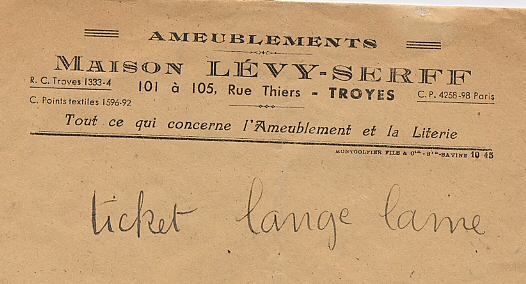 AMEUBLEMENTS
MAISON LÉVY-SERFF
R. C. Troyes 1333-4
101 à 105, Rue Thiers - TROYES
C. P. 4258-98 Paris
C. Points textiles 1596-92
Tout ce qui concerne l'Ameublement et la Literie
MONTGOLFIER FILS & Cie - Ste-SAVINE 10 45
ticket lange laine